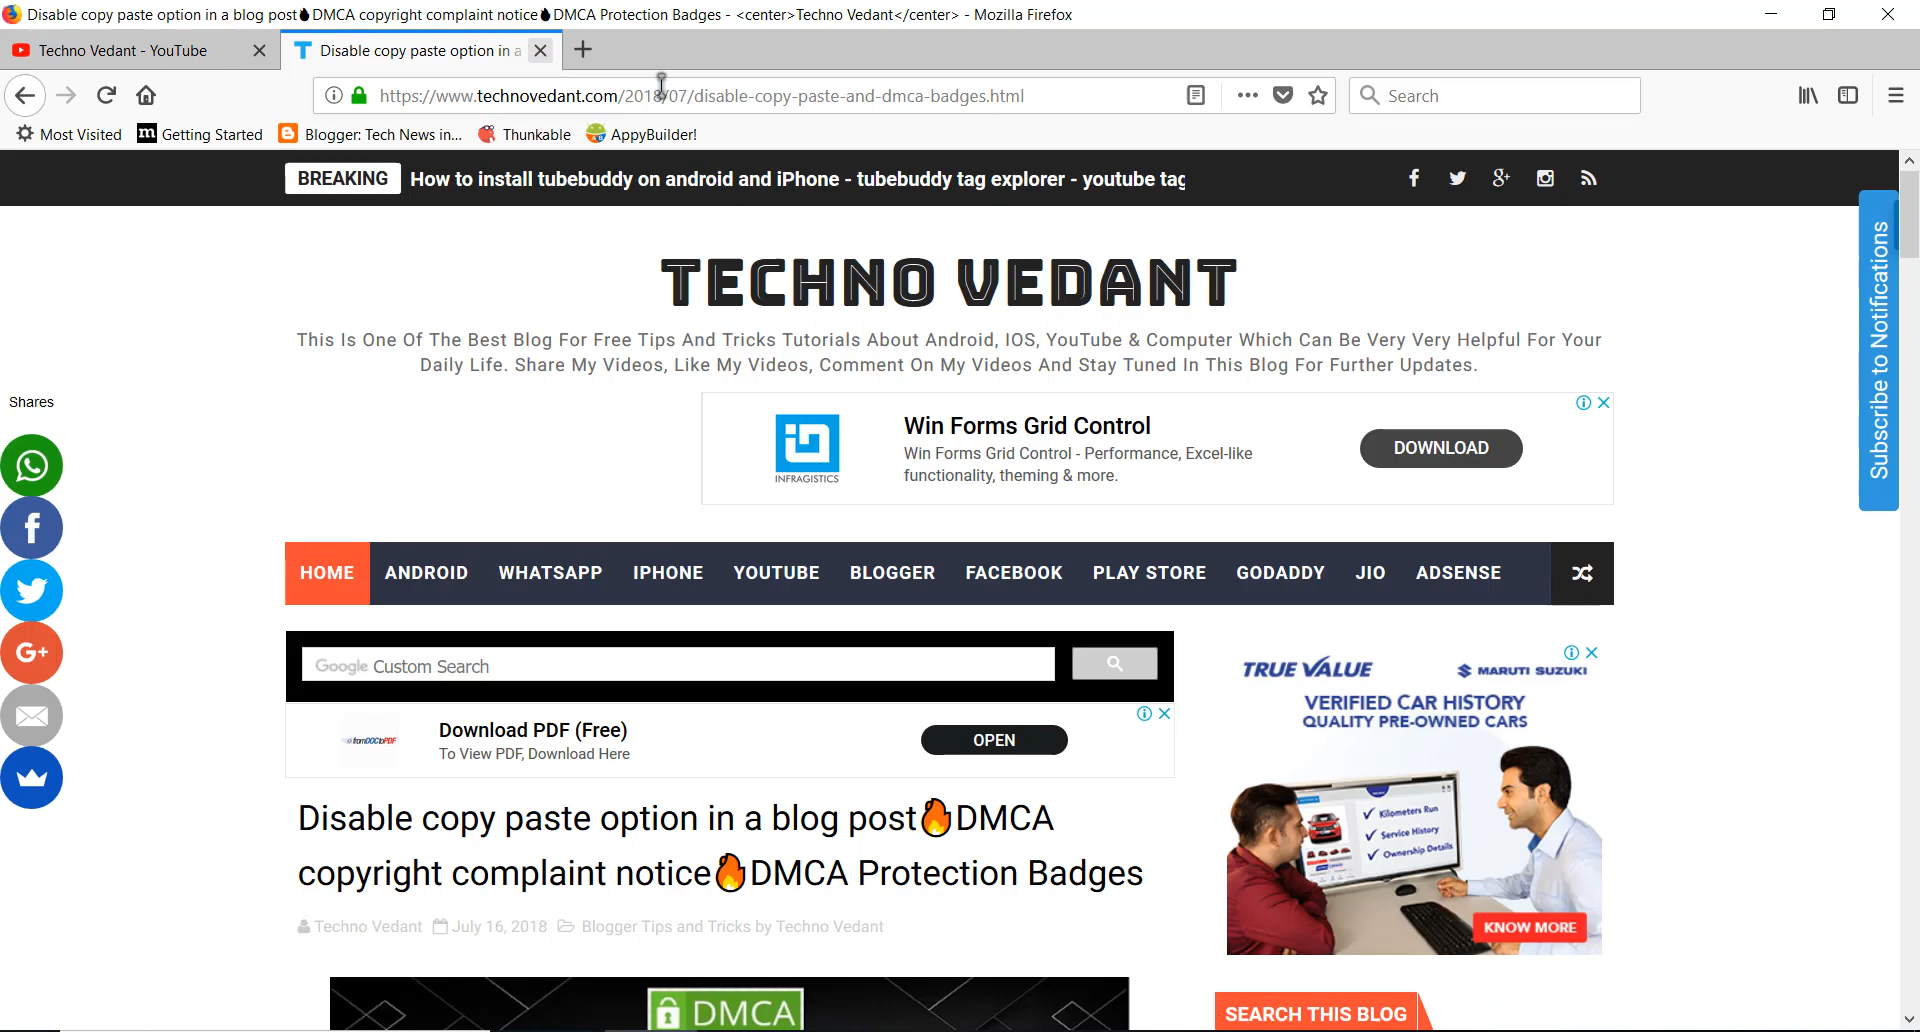 Disable copy paste option in a blog post🔥DMCA copyright complaint notice🔥DMCA Protection Badges - <center>Techno Vedant</center> - Mozilla Firefox
Techno Vedant - YouTube
Disable copy paste option in a
https://www.technovedant.com/2018/07/disable-copy-paste-and-dmca-badges.html
Search
Most Visited
Getting Started
Blogger: Tech News in...
Thunkable
AppyBuilder!
BREAKING
How to install tubebuddy on android and iPhone - tubebuddy tag explorer - youtube tag
Subscribe to Notifications
TECHNO VEDANT
This Is One Of The Best Blog For Free Tips And Tricks Tutorials About Android, IOS, YouTube & Computer Which Can Be Very Very Helpful For Your
Daily Life. Share My Videos, Like My Videos, Comment On My Videos And Stay Tuned In This Blog For Further Updates.
Shares
INFRAGISTICS
Win Forms Grid Control
Win Forms Grid Control - Performance, Excel-like
functionality, theming & more.
DOWNLOAD
HOME ANDROID WHATSAPP IPHONE YOUTUBE BLOGGER FACEBOOK PLAY STORE GODADDY JIO ADSENSE
Google Custom Search
fromDOCtoPDF
Download PDF (Free)
To View PDF, Download Here
OPEN
TRUE VALUE
MARUTI SUZUKI
VERIFIED CAR HISTORY
QUALITY PRE-OWNED CARS
Kilometers Run
Service History
Ownership Details
KNOW MORE
Disable copy paste option in a blog post🔥DMCA
copyright complaint notice🔥DMCA Protection Badges
Techno Vedant July 16, 2018 Blogger Tips and Tricks by Techno Vedant
DMCA
SEARCH THIS BLOG